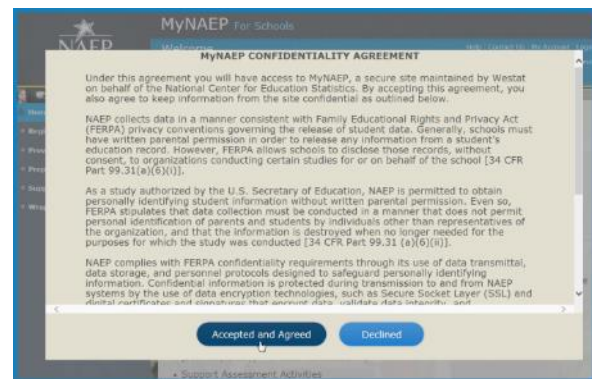 MyNAEP For Schools
NAEP
Welcome
MyNAEP CONFIDENTIALITY AGREEMENT
Under this agreement you will have access to MyNAEP, a secure site maintained by Westat
on behalf of the National Center for Education Statistics. By accepting this agreement, you
also agree to keep information from the site confidential as outlined below.
NAEP collects data in a manner consistent with Family Educational Rights and Privacy Act
(FERPA) privacy conventions governing the release of student data. Generally, schools must
have written parental permission in order to release any information from a student's
education record. However, FERPA allows schools to disclose those records, without
consent, to organizations conducting certain studies for or on behalf of the school [34 CFR
Part 99.31(a)(6)(i)].
As a study authorized by the U.S. Secretary of Education, NAEP is permitted to obtain
personally identifying student information without written parental permission. Even so,
FERPA stipulates that data collection must be conducted in a manner that does not permit
personal identification of parents and students by individuals other than representatives of
the organization, and that the information is destroyed when no longer needed for the
purposes for which the study was conducted [34 CFR Part 99.31 (a)(6)(ii)].
NAEP complies with FERPA confidentiality requirements through its use of data transmittal,
data storage, and personnel protocols designed to safeguard personally identifying
information. Confidential information is protected during transmission to and from NAEP
systems by the use of data encryption technologies, such as Secure Socket Layer (SSL) and
digital certificates and signatures that encrypt data, validate data integrity, and
Accepted and Agreed
Declined
• Support Assessment Activities